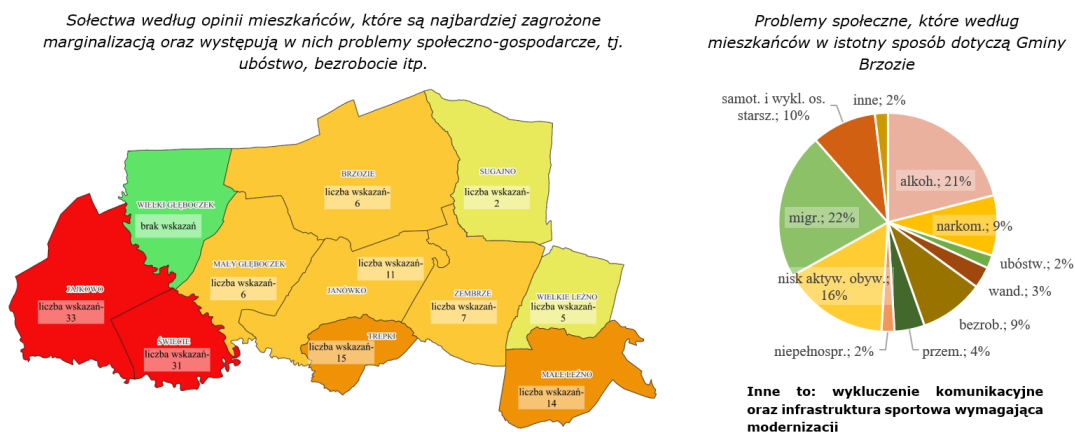 Sołectwa według opinii mieszkańców, które są najbardziej zagrożone
marginalizacją oraz występują w nich problemy społeczno-gospodarcze, tj.
ubóstwo, bezrobocie itp.
BRZOZIE
liczba wskazań-
6
SUGAJNO
liczba wskazań-
2
WIELKI GŁĘBOCZEK
brak wskazań
MAŁY GŁĘBOCZEK
liczba wskazań-
6
liczba wskazań-
11
JANÓWKO
ZEMBRZE
liczba wskazań-
7
WIELKIE LEŹNO
liczba wskazań-
5
JAJKOWO
liczba wskazań-
33
ŚWIECIE
liczba wskazań-
31
TREPKI
liczba wskazań-
15
MAŁE LEŹNO
liczba wskazań-
14
Problemy społeczne, które według
mieszkańców w istotny sposób dotyczą Gminy
Brzozie
samot. i wykl. os.
starsz.; 10%
inne; 2%
alkoh.; 21%
migr.; 22%
narkom.; 9%
ubóstw.; 2%
nisk aktyw. obyw.;
16%
wand.; 3%
bezrob.; 9%
niepełnospr.; 2%
przem.; 4%
Inne to: wykluczenie komunikacyjne
oraz infrastruktura sportowa wymagająca
modernizacji